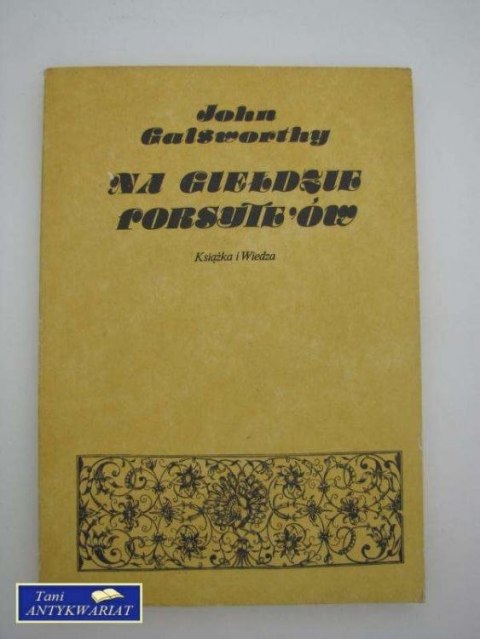 John
Galsworthy
NA GIEŁDZIE
FORSYTE'ÓW
Książka i Wiedza
Tani
ANTYKWARIAT